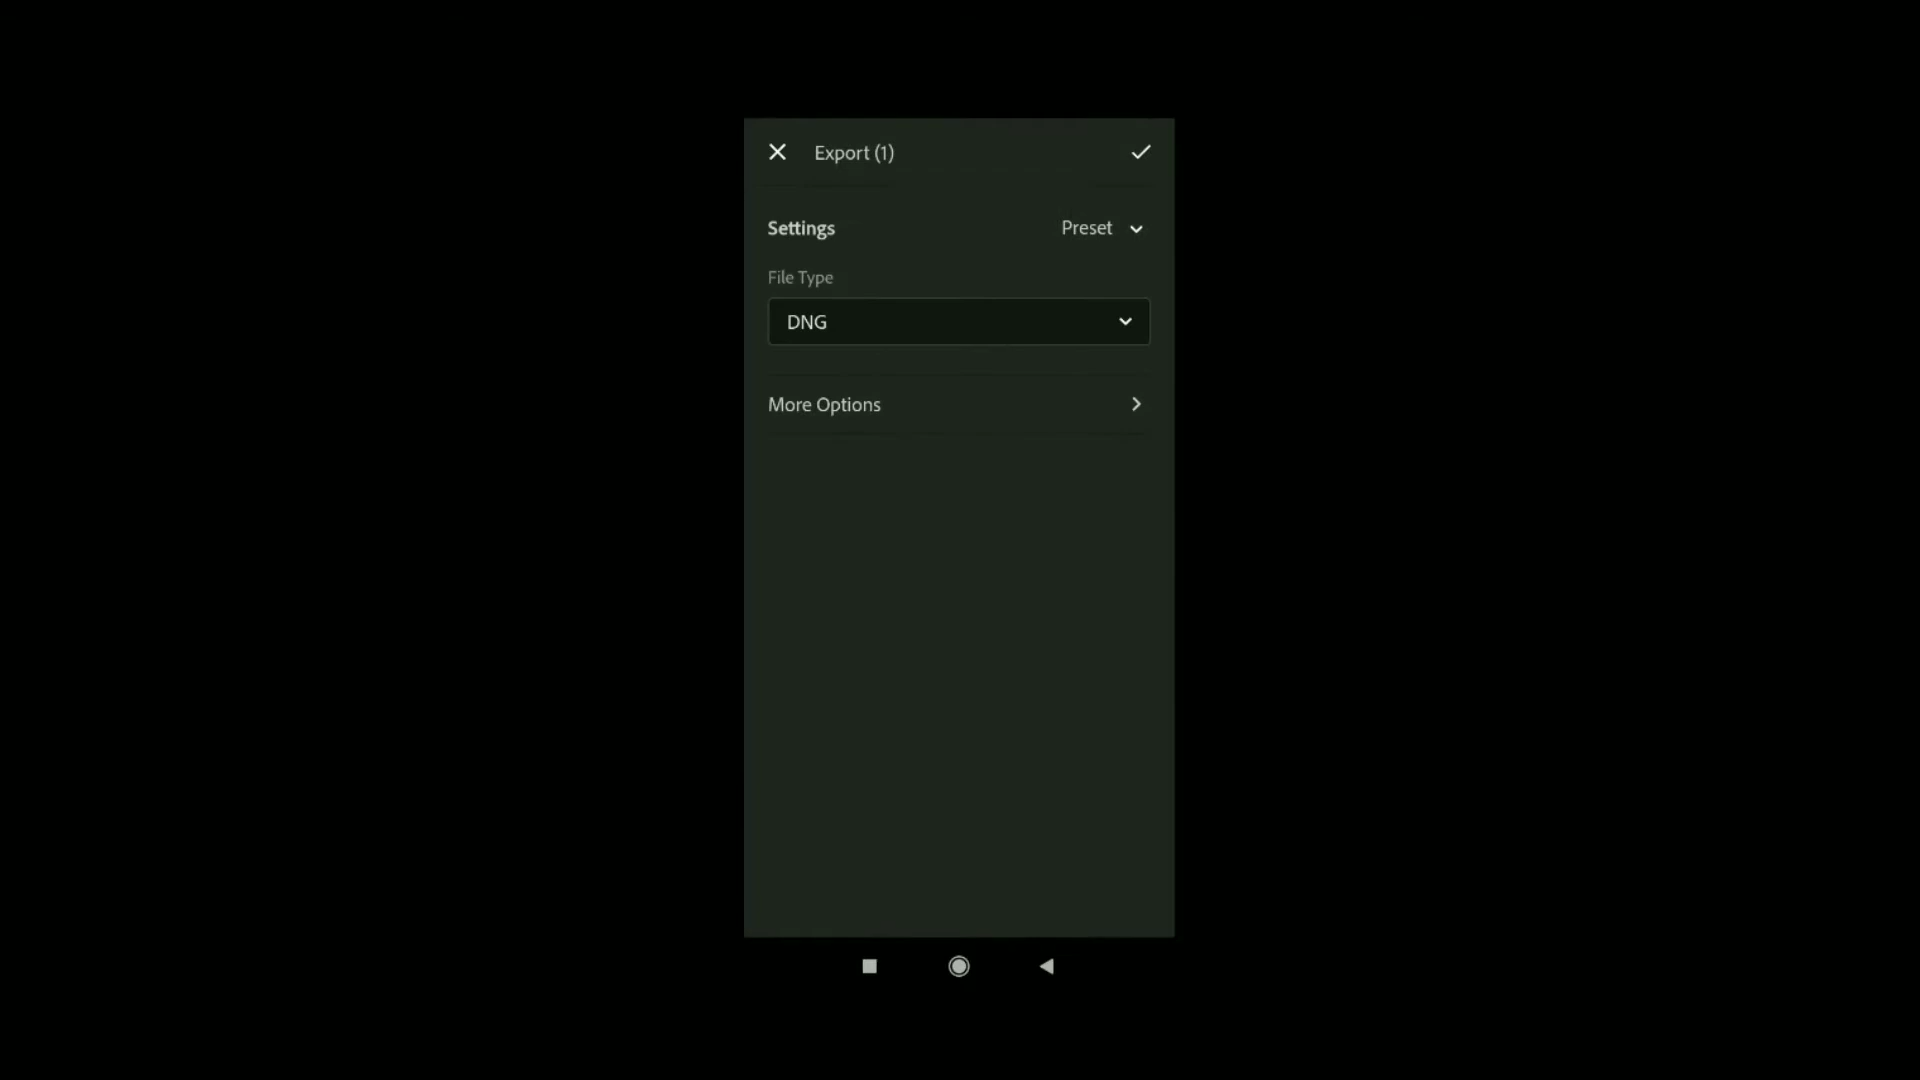 Export (1)
Settings
Preset
File Type
DNG
More Options